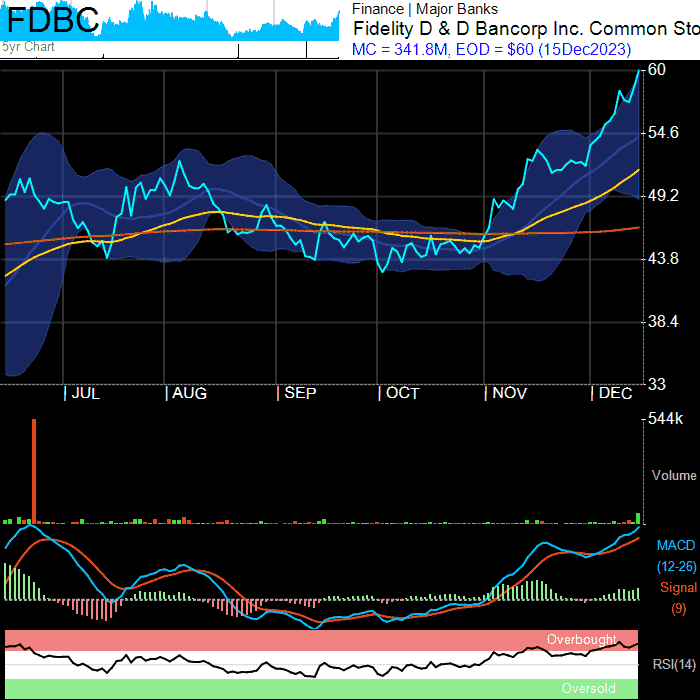 FDBC
5yr Chart
Finance | Major Banks
Fidelity D & D Bancorp Inc. Common Sto
MC = 341.8M, EOD = $60 (15Dec2023)
60
54.6
49.2
43.8
38.4
33
| JUL | AUG | SEP | OCT | NOV | DEC
544k
Volume
MACD
(12-26)
Signal
(9)
Overbought
RSI(14)
Oversold